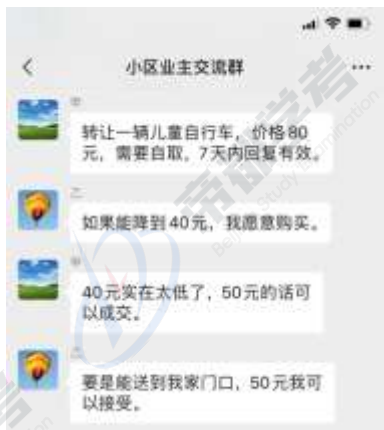 小区业主交流群
甲
转让一辆儿童自行车，价格80
元，需要自取，7天内回复有效。
乙
如果能降到40元，我愿意购买。
甲
40元实在太低了，50元的话可
以成交。
乙
要是能送到我家门口，50元我可
以接受。